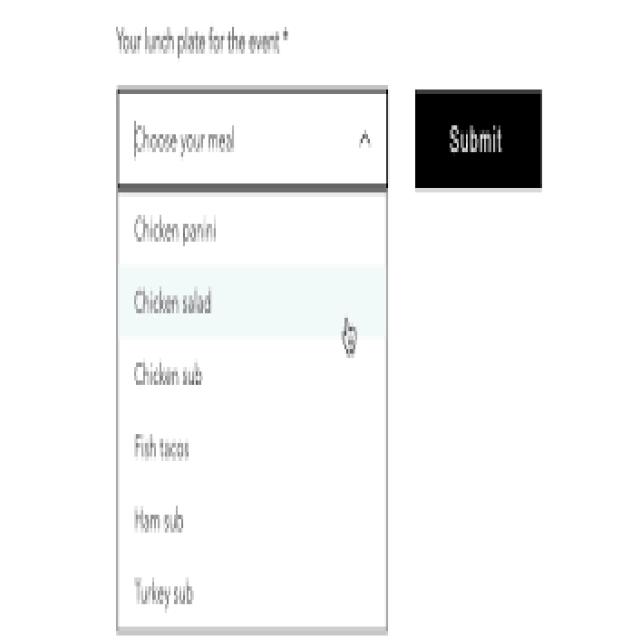 Your lunch plate for the event *
Choose your meal
Submit
Chicken panini
Chicken salad
Chicken sub
Fish tacos
Ham sub
Turkey sub